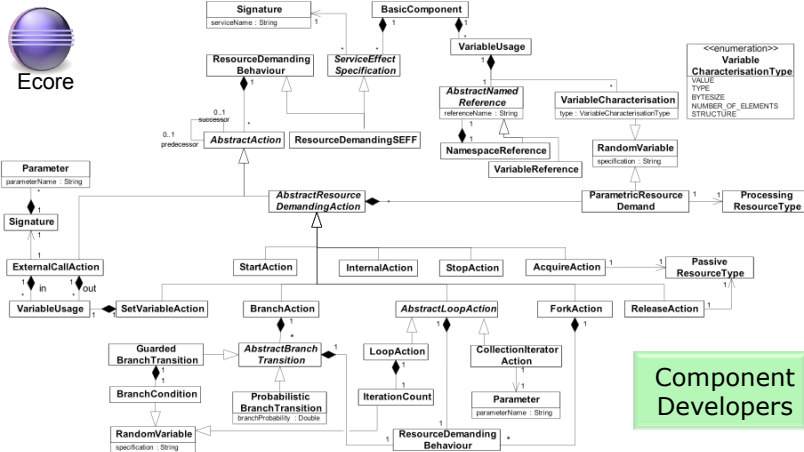 Ecore
Signature
serviceName : String
1
BasicComponent
VariableUsage
<<enumeration>>
Variable
CharacterisationType
VALUE
TYPE
BYTESIZE
NUMBER_OF_ELEMENTS
STRUCTURE
ResourceDemanding
Behaviour
ServiceEffect
Specification
AbstractNamed
Reference
referenceName : String
VariableCharacterisation
type : VariableCharacterisationType
0..1
successor
0..1
predecessor
AbstractAction
ResourceDemandingSEFF
NamespaceReference
VariableReference
RandomVariable
specification : String
Parameter
parameterName : String
Signature
AbstractResource
DemandingAction
ParametricResource
Demand
Processing
ResourceType
ExternalCallAction
in
out
VariableUsage
StartAction
InternalAction
StopAction
AcquireAction
Passive
ResourceType
SetVariableAction
BranchAction
AbstractLoopAction
ForkAction
ReleaseAction
Guarded
BranchTransition
AbstractBranch
Transition
LoopAction
CollectionIterator
Action
BranchCondition
Probabilistic
BranchTransition
branchProbability : Double
IterationCount
Parameter
parameterName : String
RandomVariable
specification : String
ResourceDemanding
Behaviour
Component
Developers